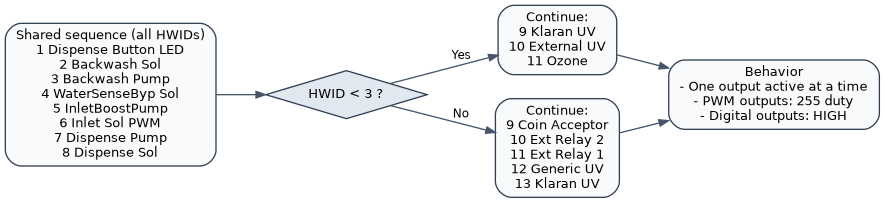 Shared sequence (all HWIDs)
1 Dispense Button LED
2 Backwash Sol
3 Backwash Pump
4 WaterSenseByp Sol
5 InletBoostPump
6 Inlet Sol PWM
7 Dispense Pump
8 Dispense Sol
HWID < 3 ?
Yes
No
Continue:
9 Klaran UV
10 External UV
11 Ozone
Continue:
9 Coin Acceptor
10 Ext Relay 2
11 Ext Relay 1
12 Generic UV
13 Klaran UV
Behavior
- One output active at a time
- PWM outputs: 255 duty
- Digital outputs: HIGH